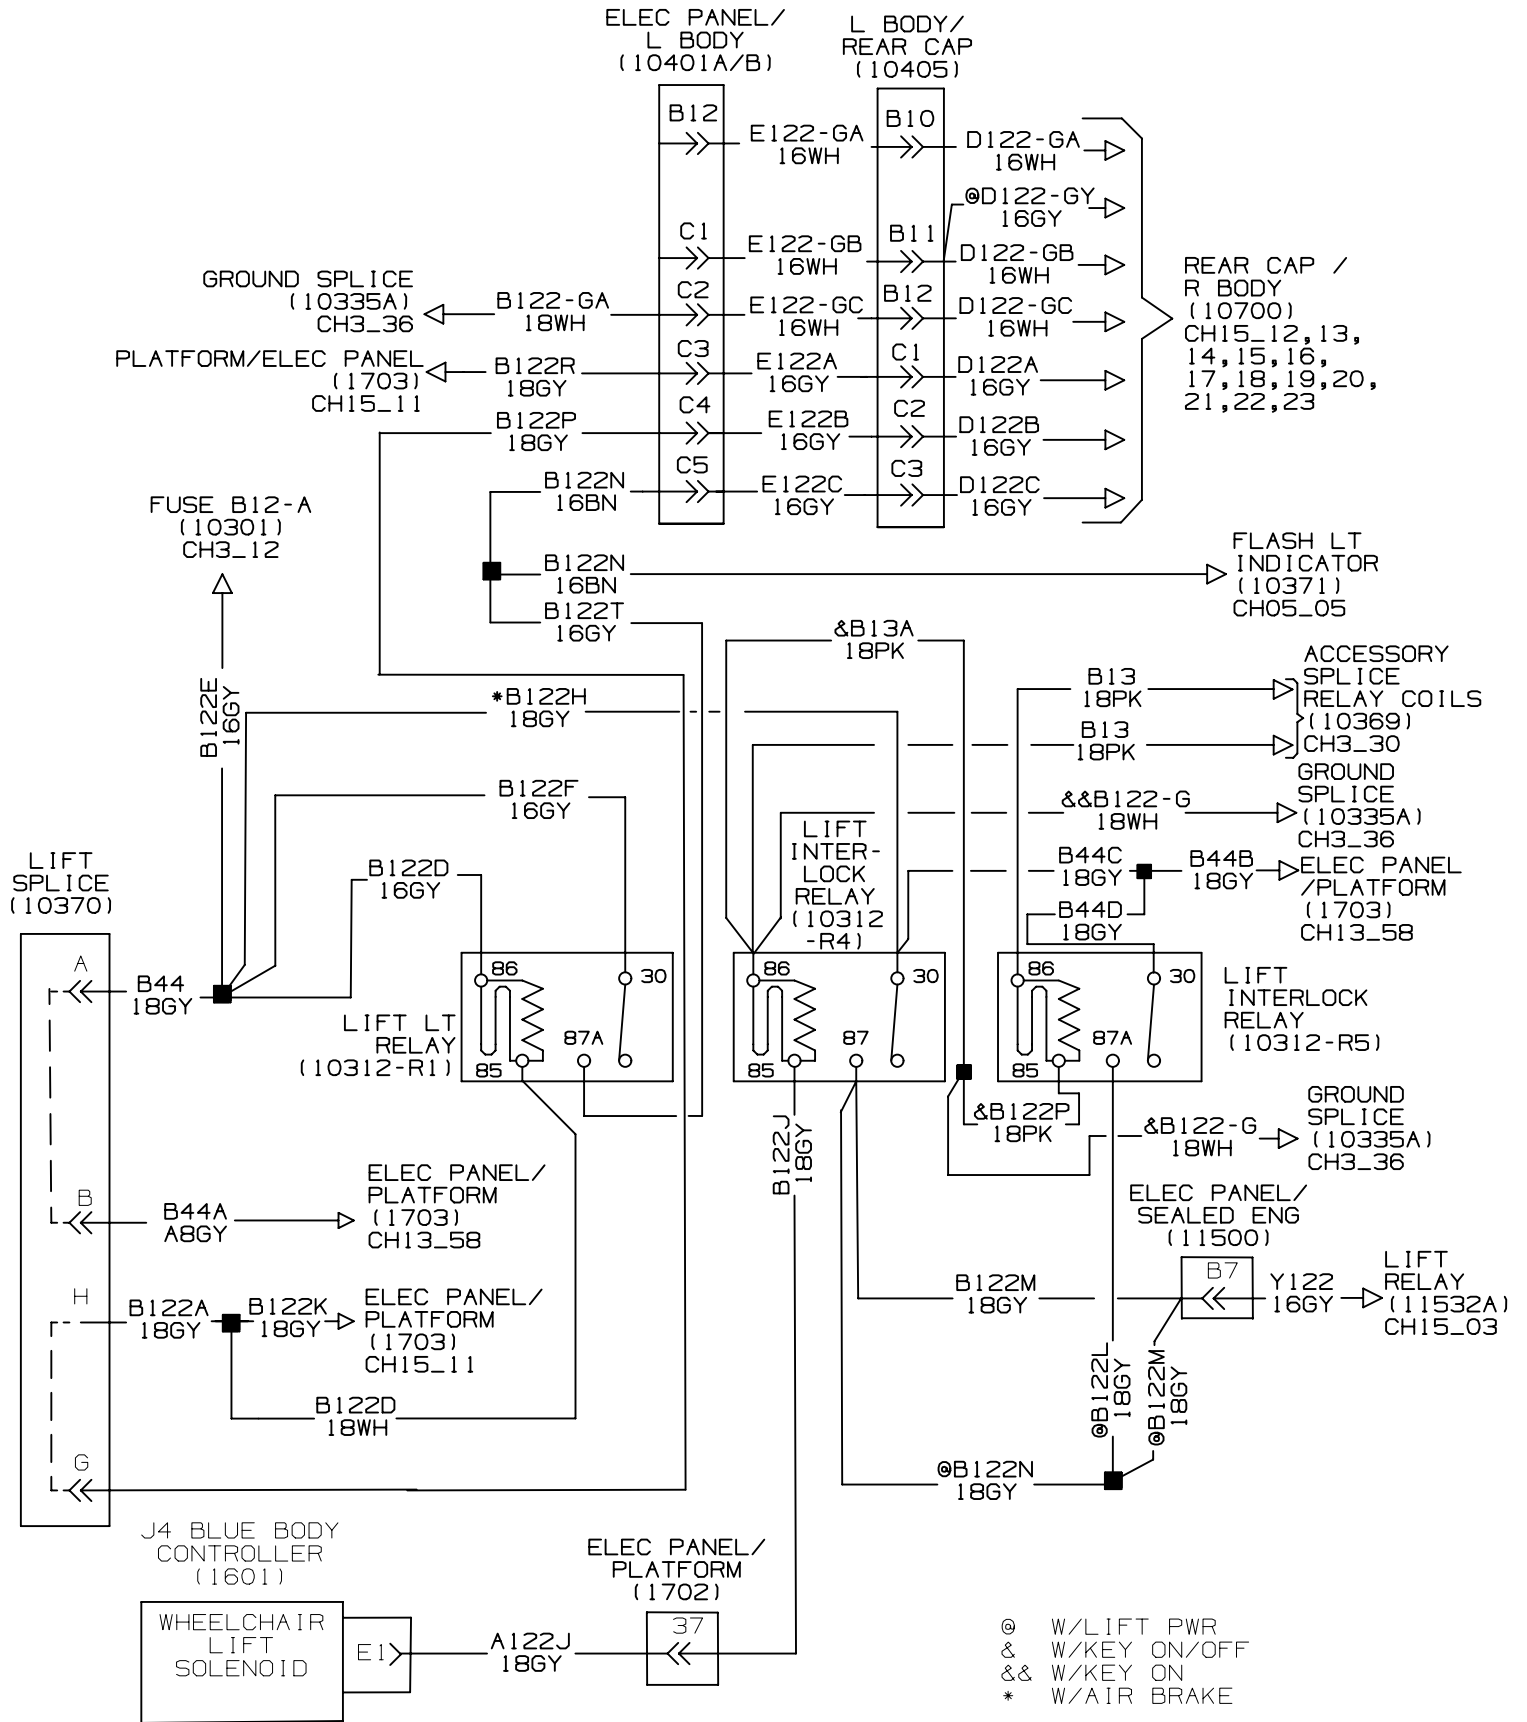 ELEC PANEL/
L BODY
(10401A/B)
L BODY/
REAR CAP
(10405)
B12
E122-GA
16WH
B10
D122-GA
16WH
@D122-GY
16GY
C1
E122-GB
16WH
B11
D122-GB
16WH
GROUND SPLICE
(10335A)
CH3_36
B122-GA
18WH
C2
E122-GC
16WH
B12
D122-GC
16WH
REAR CAP /
R BODY
(10700)
CH15_12,13,
14,15,16,
17,18,19,20,
21,22,23
PLATFORM/ELEC PANEL
(1703)
CH15_11
B122R
18GY
C3
E122A
16GY
C1
D122A
16GY
B122P
18GY
C4
E122B
16GY
C2
D122B
16GY
B122N
16BN
C5
E122C
16GY
C3
D122C
16GY
FUSE B12-A
(10301)
CH3_12
B122N
16BN
FLASH LT
INDICATOR
(10371)
CH05_05
B122T
16GY
&B13A
18PK
B122E
16GY
*B122H
18GY
B13
18PK
B13
18PK
ACCESSORY
SPLICE
RELAY COILS
(10369)
CH3_30
B122F
16GY
&&B122-G
18WH
GROUND
SPLICE
(10335A)
CH3_36
LIFT
INTER-
LOCK
RELAY
(10312
-R4)
B44C
18GY
B44B
18GY
ELEC PANEL
/PLATFORM
(1703)
CH13_58
B44D
18GY
LIFT
SPLICE
(10370)
B122D
16GY
A
B44
18GY
LIFT LT
RELAY
(10312-R1)
86
30
87A
85
86
30
87
85
86
30
87A
85
LIFT
INTERLOCK
RELAY
(10312-R5)
B122J
18GY
&B122P
18PK
&B122-G
18WH
GROUND
SPLICE
(10335A)
CH3_36
B
B44A
A8GY
ELEC PANEL/
PLATFORM
(1703)
CH13_58
ELEC PANEL/
SEALED ENG
(11500)
B7
B122M
18GY
Y122
16GY
LIFT
RELAY
(11532A)
CH15_03
H
B122A
18GY
B122K
18GY
ELEC PANEL/
PLATFORM
(1703)
CH15_11
@B122L
18GY
@B122M
18GY
B122D
18WH
G
@B122N
18GY
J4 BLUE BODY
CONTROLLER
(1601)
WHEELCHAIR
LIFT
SOLENOID
E1
A122J
18GY
ELEC PANEL/
PLATFORM
(1702)
37
@ W/LIFT PWR
& W/KEY ON/OFF
&& W/KEY ON
* W/AIR BRAKE